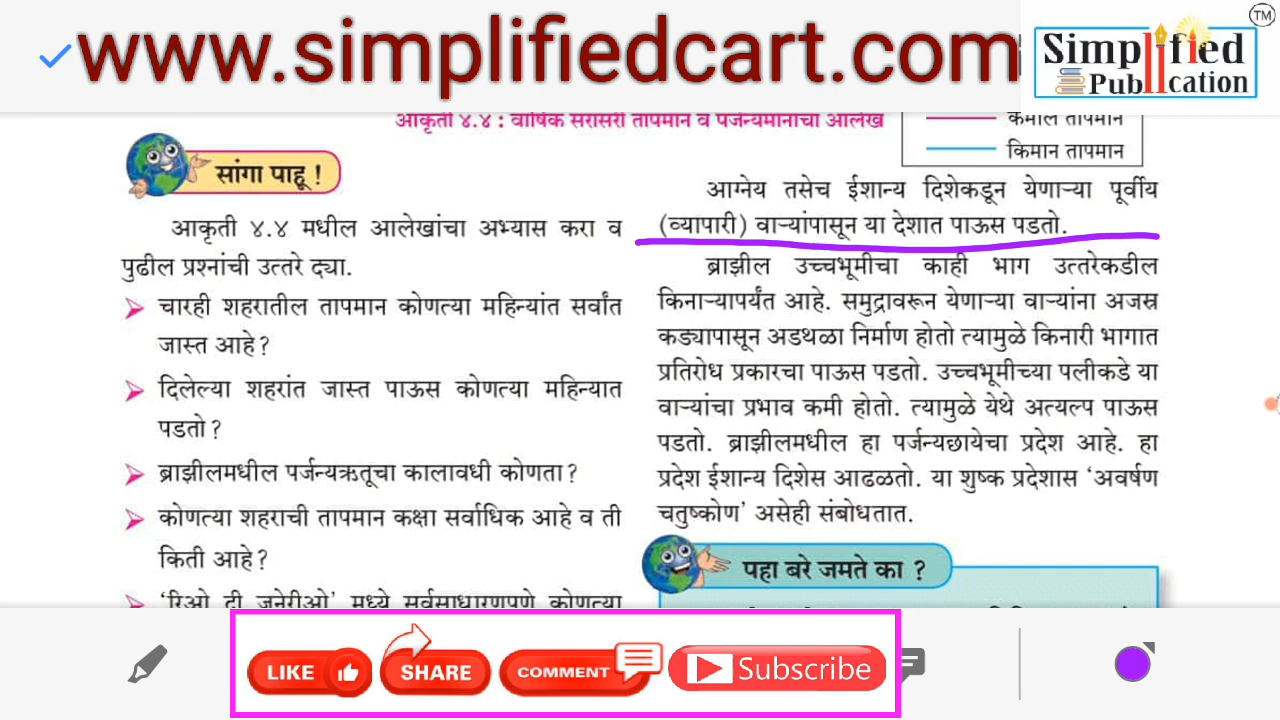 www.simplifiedcart.com
TM
Simplified
Publication
आकृती ४.४ : वार्षिक सरासरी तापमान व पर्जन्यमानाचा आलेख
कमाल तापमान
किमान तापमान
सांगा पाहू !
आकृती ४.४ मधील आलेखांचा अभ्यास करा व
पुढील प्रश्नांची उत्तरे द्या.
➢ चारही शहरातील तापमान कोणत्या महिन्यांत सर्वांत
जास्त आहे?
➢ दिलेल्या शहरांत जास्त पाऊस कोणत्या महिन्यात
पडतो?
➢ ब्राझीलमधील पर्जन्यऋतूचा कालावधी कोणता?
➢ कोणत्या शहराची तापमान कक्षा सर्वाधिक आहे व ती
किती आहे?
➢ ‘रिओ दी जनेरीओ’ मध्ये सर्वसाधारणपणे कोणत्या
आग्नेय तसेच ईशान्य दिशेकडून येणाऱ्या पूर्वीय
(व्यापारी) वाऱ्यांपासून या देशात पाऊस पडतो.
ब्राझील उच्चभूमीचा काही भाग उत्तरेकडील
किनाऱ्यापर्यंत आहे. समुद्रावरून येणाऱ्या वाऱ्यांना अजस्र
कड्यापासून अडथळा निर्माण होतो त्यामुळे किनारी भागात
प्रतिरोध प्रकारचा पाऊस पडतो. उच्चभूमीच्या पलीकडे या
वाऱ्यांचा प्रभाव कमी होतो. त्यामुळे येथे अत्यल्प पाऊस
पडतो. ब्राझीलमधील हा पर्जन्यछायेचा प्रदेश आहे. हा
प्रदेश ईशान्य दिशेस आढळतो. या शुष्क प्रदेशास ‘अवर्षण
चतुष्कोण’ असेही संबोधतात.
पहा बरे जमते का ?
LIKE
SHARE
COMMENT
Subscribe